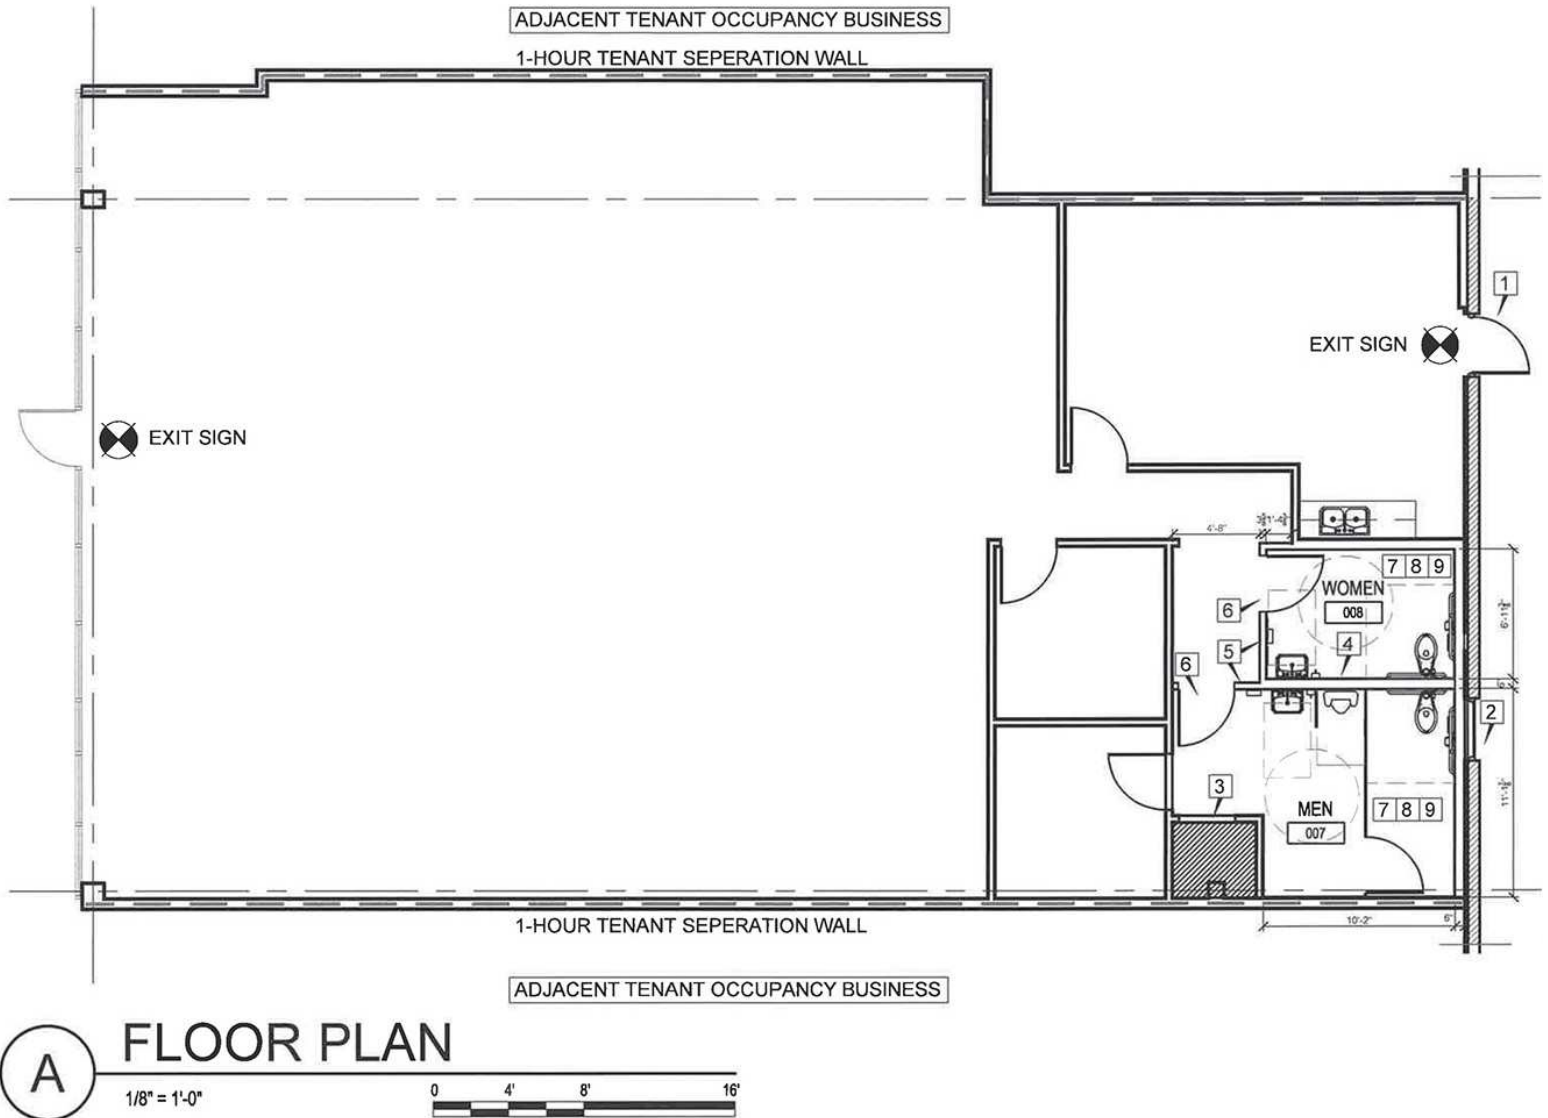 ADJACENT TENANT OCCUPANCY BUSINESS
1-HOUR TENANT SEPERATION WALL
1
EXIT SIGN
EXIT SIGN
4'-8"
7 8 9
WOMEN
008
6
5
4
6
6"
2
3
MEN
007
7 8 9
1-HOUR TENANT SEPERATION WALL
10'-2"
6"
ADJACENT TENANT OCCUPANCY BUSINESS
A
FLOOR PLAN
1/8" = 1'-0"
0 4' 8' 16'